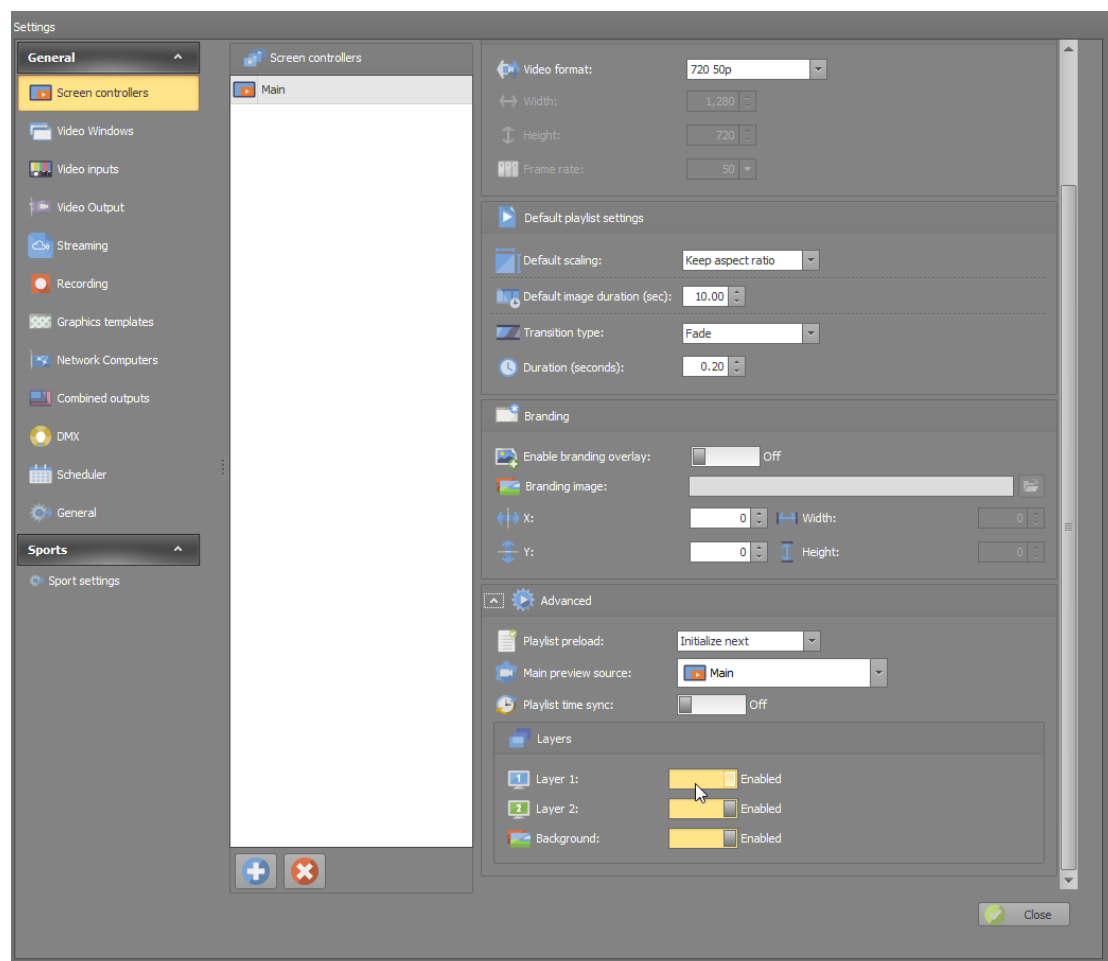 Settings
General
Screen controllers
Video Windows
Video inputs
Video Output
Streaming
Recording
Graphics templates
Network Computers
Combined outputs
DMX
Scheduler
General
Sports
Sport settings
Screen controllers
Main
Video format: 720 50p
Width: 1,280
Height: 720
Frame rate: 50
Default playlist settings
Default scaling: Keep aspect ratio
Default image duration (sec): 10.00
Transition type: Fade
Duration (seconds): 0.20
Branding
Enable branding overlay: Off
Branding image:
X: 0 Width: 0
Y: 0 Height: 0
Advanced
Playlist preload: Initialize next
Main preview source: Main
Playlist time sync: Off
Layers
1 Layer 1: Enabled
2 Layer 2: Enabled
Background: Enabled
Close